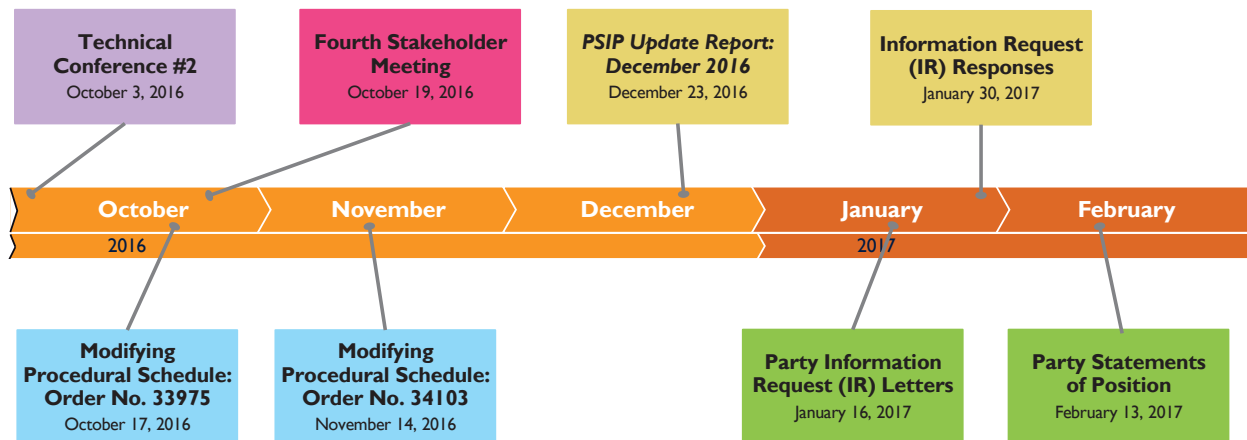 Technical
Conference #2
October 3, 2016
Fourth Stakeholder
Meeting
October 19, 2016
PSIP Update Report:
December 2016
December 23, 2016
Information Request
(IR) Responses
January 30, 2017
October
November
December
January
February
2016
2017
Modifying
Procedural Schedule:
Order No. 33975
October 17, 2016
Modifying
Procedural Schedule:
Order No. 34103
November 14, 2016
Party Information
Request (IR) Letters
January 16, 2017
Party Statements
of Position
February 13, 2017